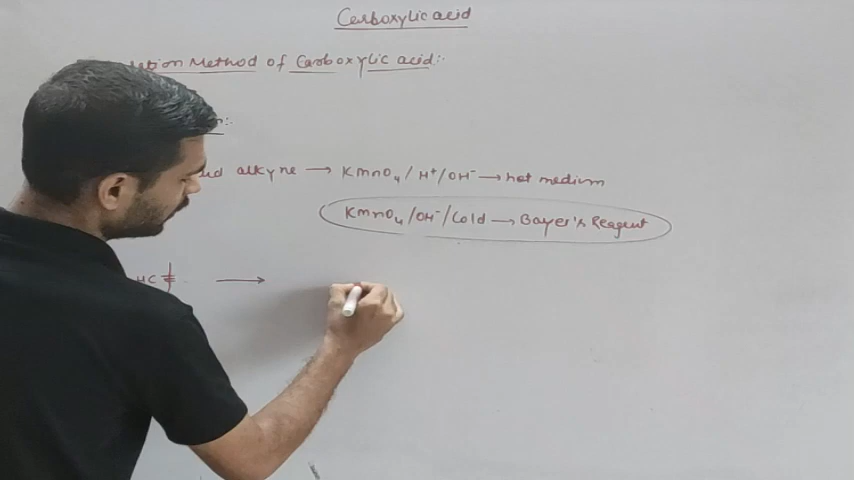 Carboxylic acid
Method of Carboxylic acid:-
alkyne → KMnO4 / H+/OH- → hot medium
KMnO4 /OH-/Cold → Bayer's Reagent
HC ≡ →